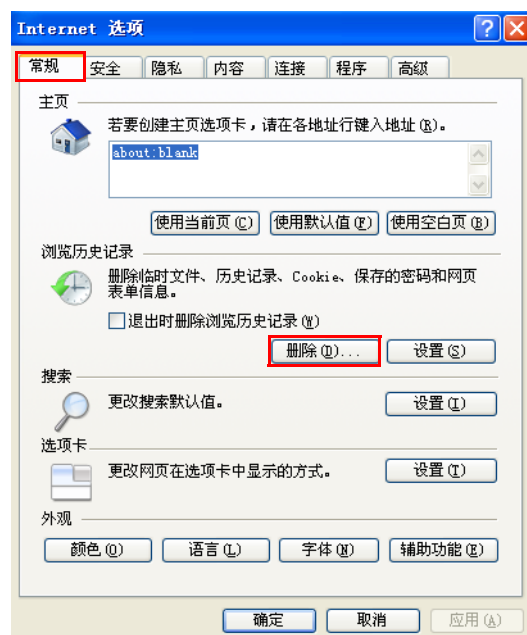 Internet 选项
常规 安全 隐私 内容 连接 程序 高级
主页
若要创建主页选项卡，请在各地址行键入地址(R)。
about:blank
使用当前页(C) 使用默认值(F) 使用空白页(B)
浏览历史记录
删除临时文件、历史记录、Cookie、保存的密码和网页
表单信息。
退出时删除浏览历史记录(W)
删除(D)... 设置(S)
搜索
更改搜索默认值。 设置(I)
选项卡
更改网页在选项卡中显示的方式。 设置(T)
外观
颜色(O) 语言(L) 字体(N) 辅助功能(E)
确定 取消 应用(A)